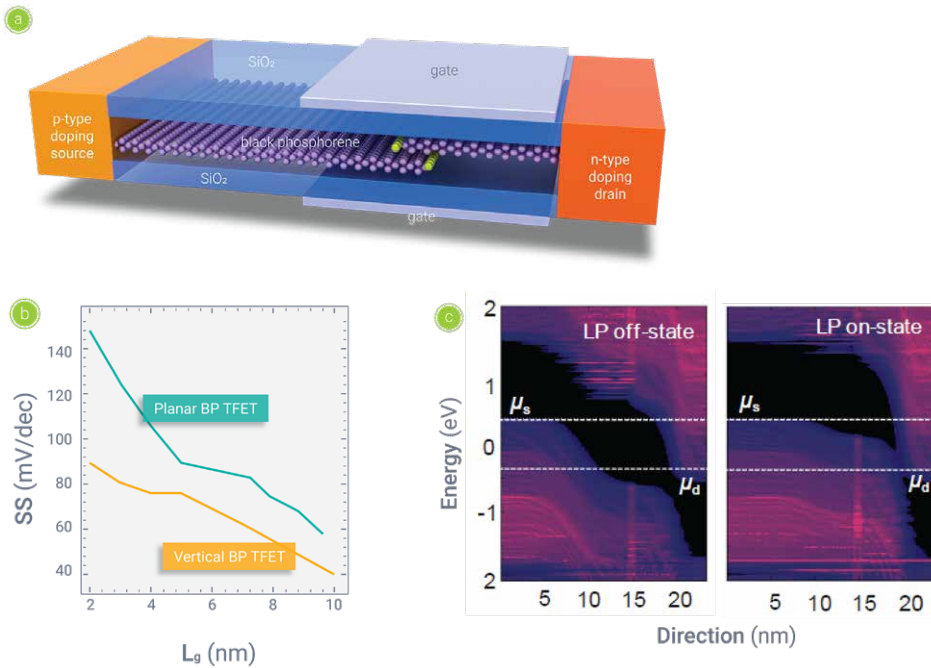 a
SiO₂
gate
p-type
doping
source
black phosphorene
n-type
doping
drain
SiO₂
gate
b
140
120
100
80
60
40
SS (mV/dec)
Planar BP TFET
Vertical BP TFET
2 4 6 8 10
Lg (nm)
c
2
1
0
-1
2
Energy (eV)
LP off-state
μs
μd
5 10 15 20
LP on-state
μs
μd
5 10 15 20
Direction (nm)